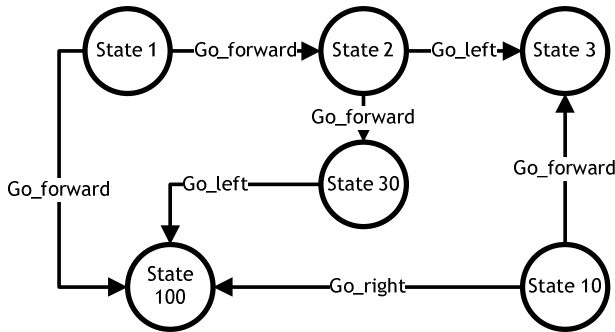 State 1
Go_forward
State 2
Go_left
State 3
Go_forward
Go_forward
Go_left
State 30
Go_forward
State
100
Go_right
State 10